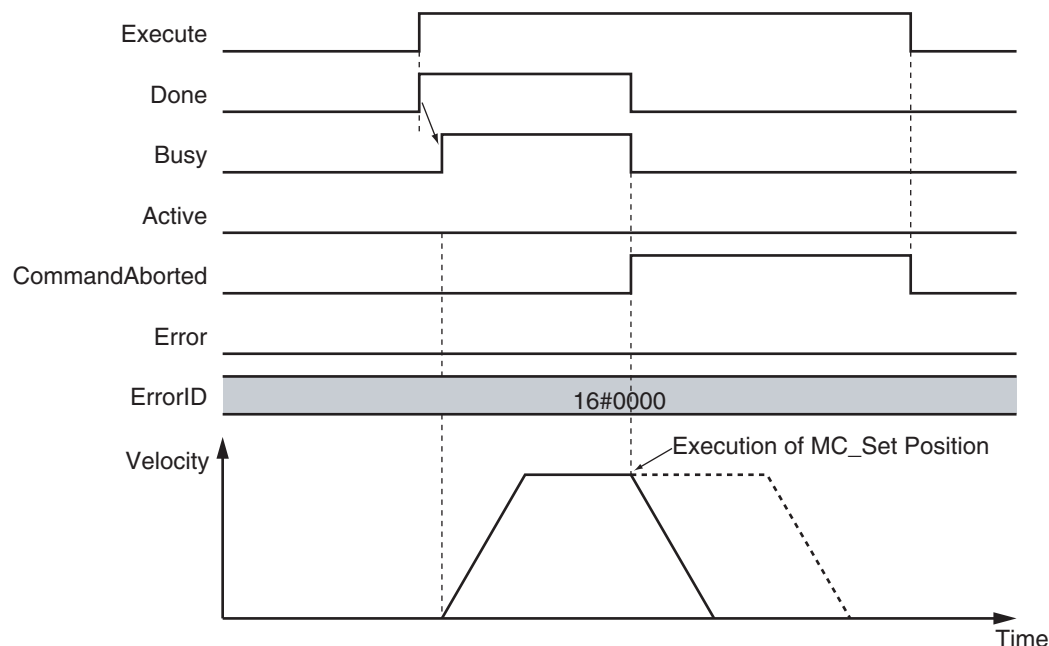 Execute
Done
Busy
Active
CommandAborted
Error
ErrorID
16#0000
Velocity
Execution of MC_Set Position
Time